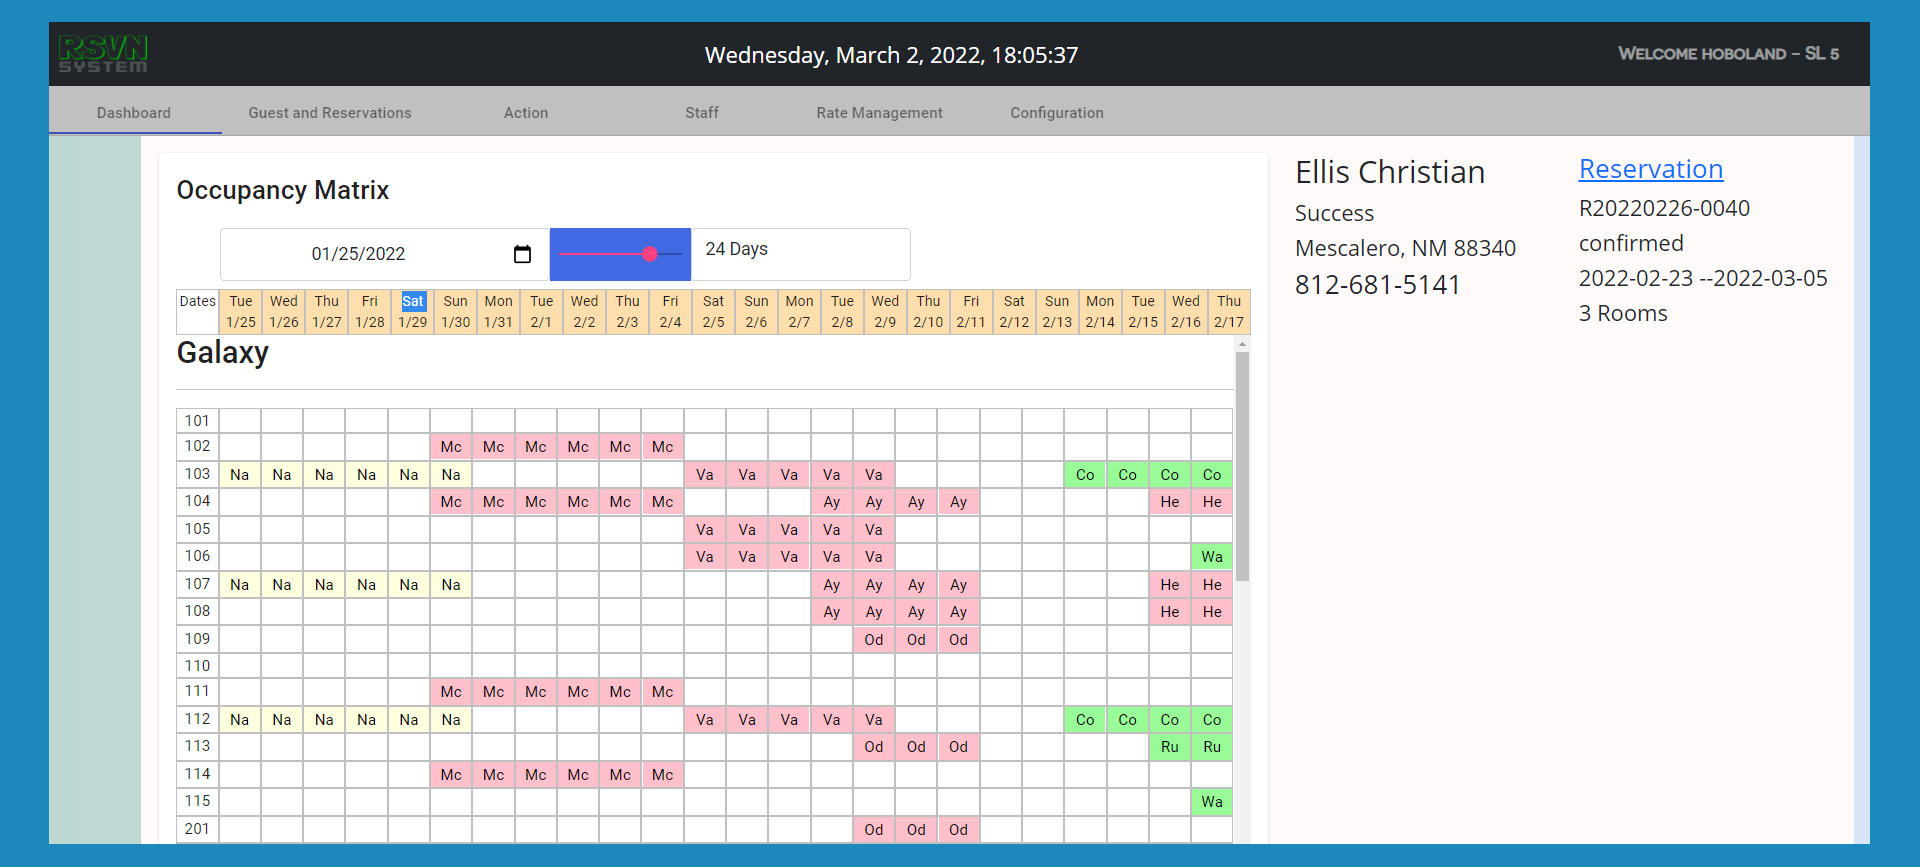 RSVN
SYSTEM
Wednesday, March 2, 2022, 18:05:37
Welcome hoboland - SL 5
Dashboard Guest and Reservations Action Staff Rate Management Configuration
Occupancy Matrix
01/25/2022 24 Days
Dates Tue Wed Thu Fri Sat Sun Mon Tue Wed Thu Fri Sat Sun Mon Tue Wed Thu Fri Sat Sun Mon Tue Wed Thu
1/25 1/26 1/27 1/28 1/29 1/30 1/31 2/1 2/2 2/3 2/4 2/5 2/6 2/7 2/8 2/9 2/10 2/11 2/12 2/13 2/14 2/15 2/16 2/17
Galaxy
101
102 Mc Mc Mc Mc Mc Mc
103 Na Na Na Na Na Na Va Va Va Va Va Co Co Co Co
104 Mc Mc Mc Mc Mc Mc Ay Ay Ay Ay He He
105 Va Va Va Va Va
106 Va Va Va Va Va Wa
107 Na Na Na Na Na Na Ay Ay Ay Ay He He
108 Ay Ay Ay Ay He He
109 Od Od Od
110
111 Mc Mc Mc Mc Mc Mc
112 Na Na Na Na Na Na Va Va Va Va Va Co Co Co Co
113 Od Od Od Ru Ru
114 Mc Mc Mc Mc Mc Mc
115 Wa
201 Od Od Od
Ellis Christian
Success
Mescalero, NM 88340
812-681-5141
Reservation
R20220226-0040
confirmed
2022-02-23 --2022-03-05
3 Rooms